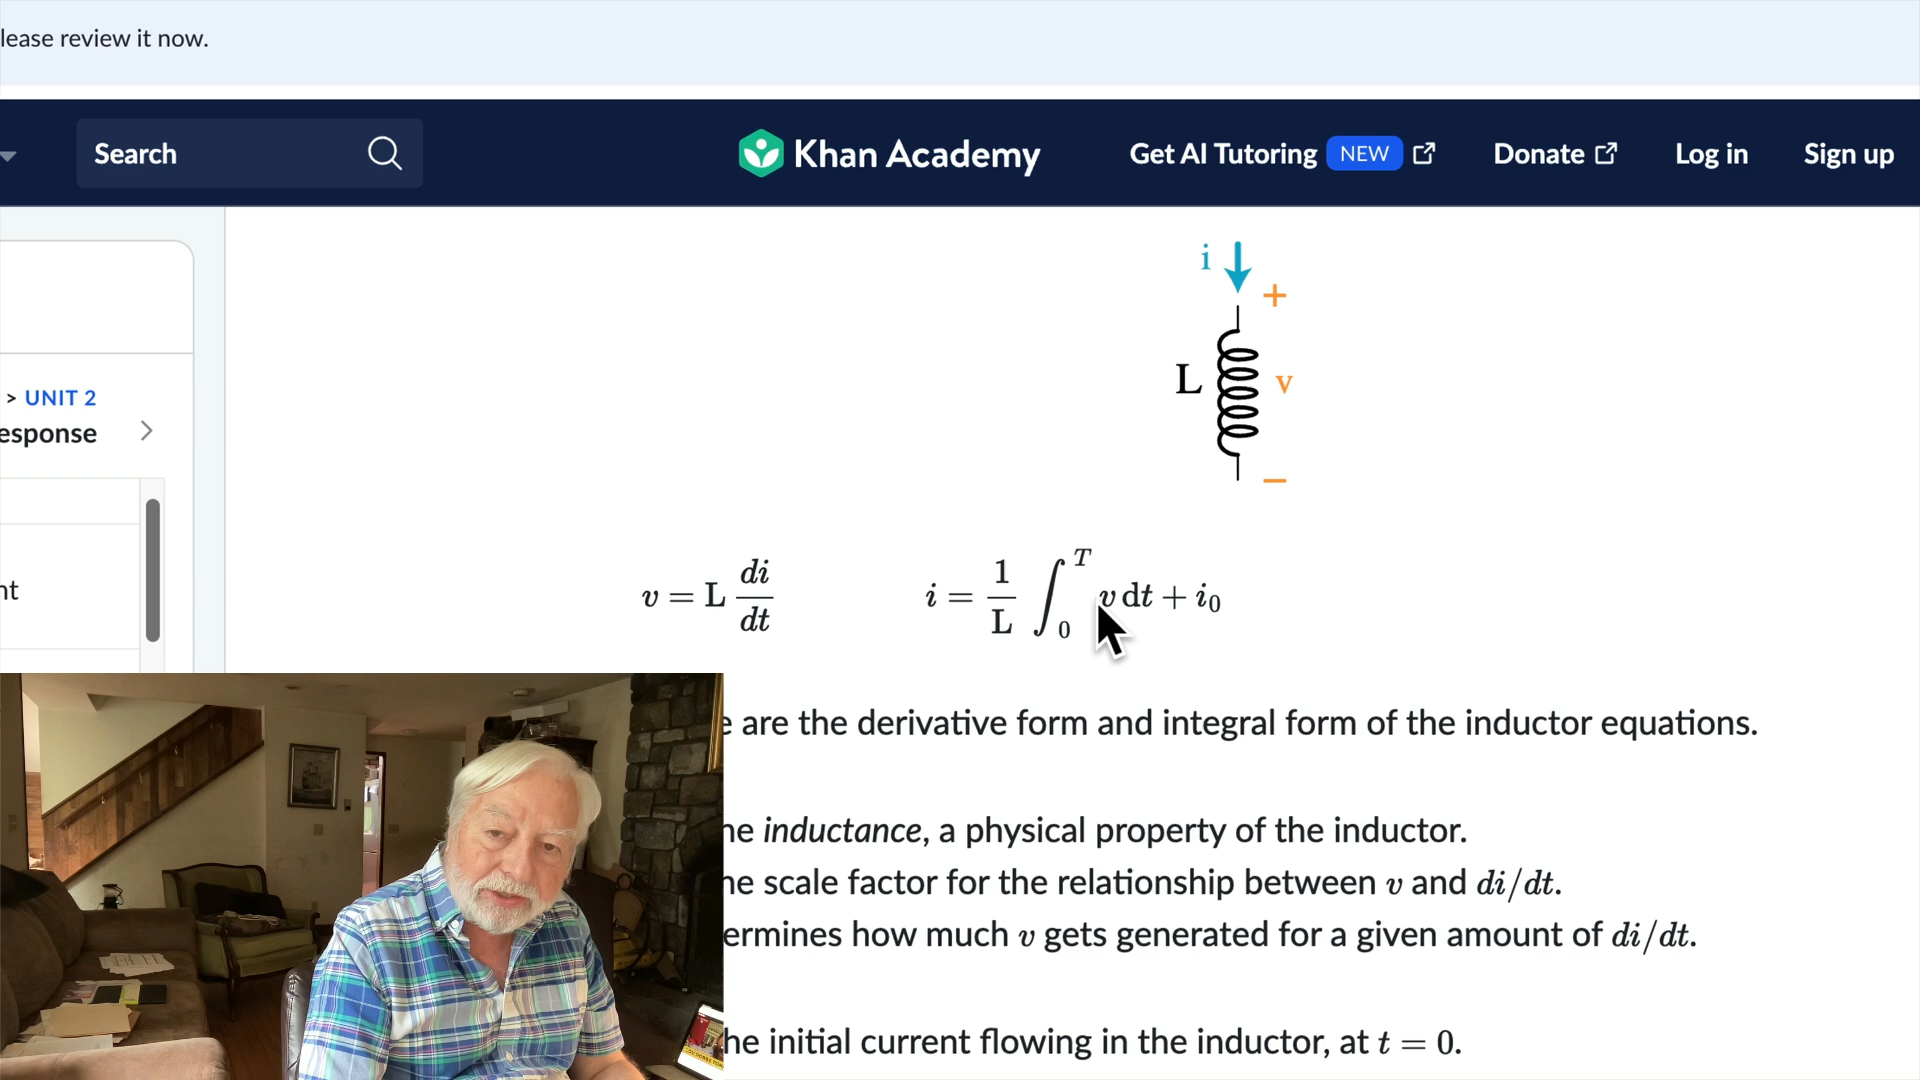 lease review it now.
Search
Khan Academy
Get AI Tutoring NEW
Donate
Log in
Sign up
> UNIT 2
esponse
nt
i
+
L
v
−
v = L di/dt
i = 1/L ∫₀ᵀ v dt + i₀
e are the derivative form and integral form of the inductor equations.
he inductance, a physical property of the inductor.
he scale factor for the relationship between v and di/dt.
ermines how much v gets generated for a given amount of di/dt.
he initial current flowing in the inductor, at t = 0.